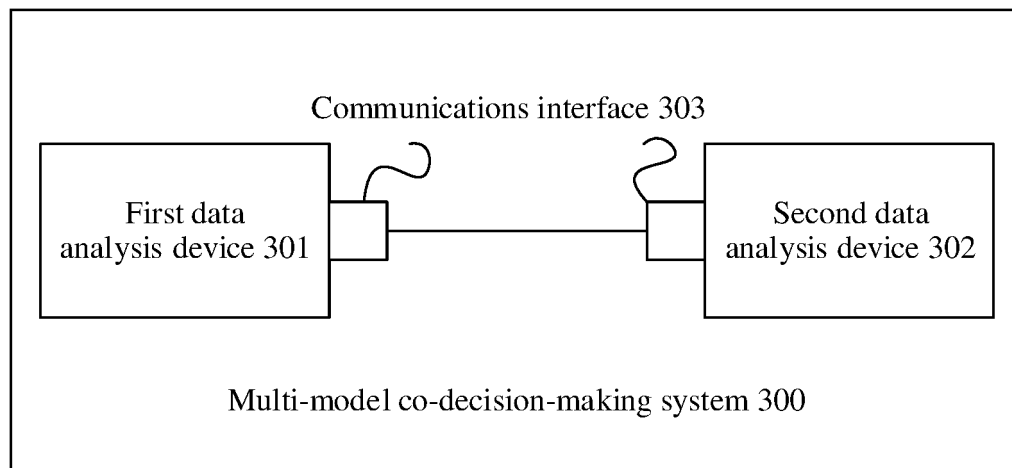 Communications interface 303
First data
analysis device 301
Second data
analysis device 302
Multi-model co-decision-making system 300